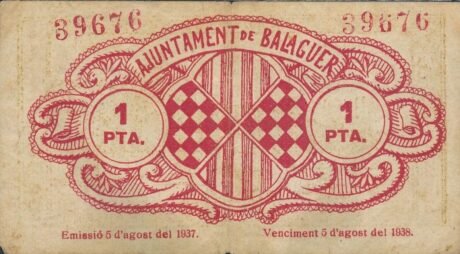 39676 39676
AJUNTAMENT DE BALAGUER
1 PTA. 1 PTA.
Emissió 5 d'agost del 1937. Venciment 5 d'agost del 1938.